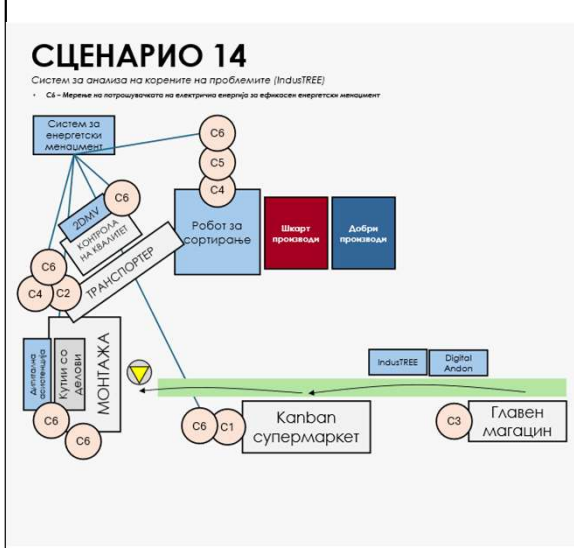 СЦЕНАРИО 14
Систем за анализа на корените на проблемите (IndusTREE)
• C6 – Мерење на потрошувачката на електрична енергија за ефикасен енергетски менаџмент
Систем за
енергетски
менаџмент
C6
C5
C4
C6
2DMV
КОНТРОЛА
НА КВАЛИТЕТ
ТРАНСПОРТЕР
Робот за
сортирање
Шкарт
производи
Добри
производи
C6
C4
C2
Дигитална
асистенција
Кутии со
делови
МОНТАЖА
C6
C6
IndusTREE
Digital
Andon
C6
C1
Kanban
супермаркет
C3
Главен
магацин